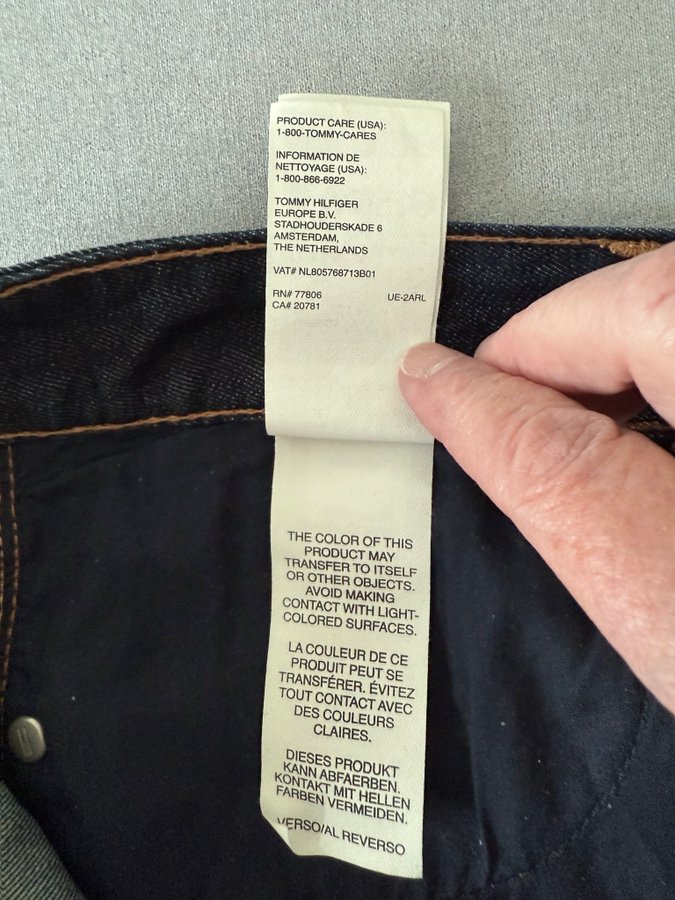 PRODUCT CARE (USA):
1-800-TOMMY-CARES
INFORMATION DE
NETTOYAGE (USA):
1-800-866-6922
TOMMY HILFIGER
EUROPE B.V.
STADHOUDERSKADE 6
AMSTERDAM,
THE NETHERLANDS
VAT# NL805768713B01
RN# 77806 UE-2ARL
CA# 20781
THE COLOR OF THIS
PRODUCT MAY
TRANSFER TO ITSELF
OR OTHER OBJECTS.
AVOID MAKING
CONTACT WITH LIGHT-
COLORED SURFACES.
LA COULEUR DE CE
PRODUIT PEUT SE
TRANSFÉRER. ÉVITEZ
TOUT CONTACT AVEC
DES COULEURS
CLAIRES.
DIESES PRODUKT
KANN ABFAERBEN.
KONTAKT MIT HELLEN
FARBEN VERMEIDEN.
VERSO/AL REVERSO